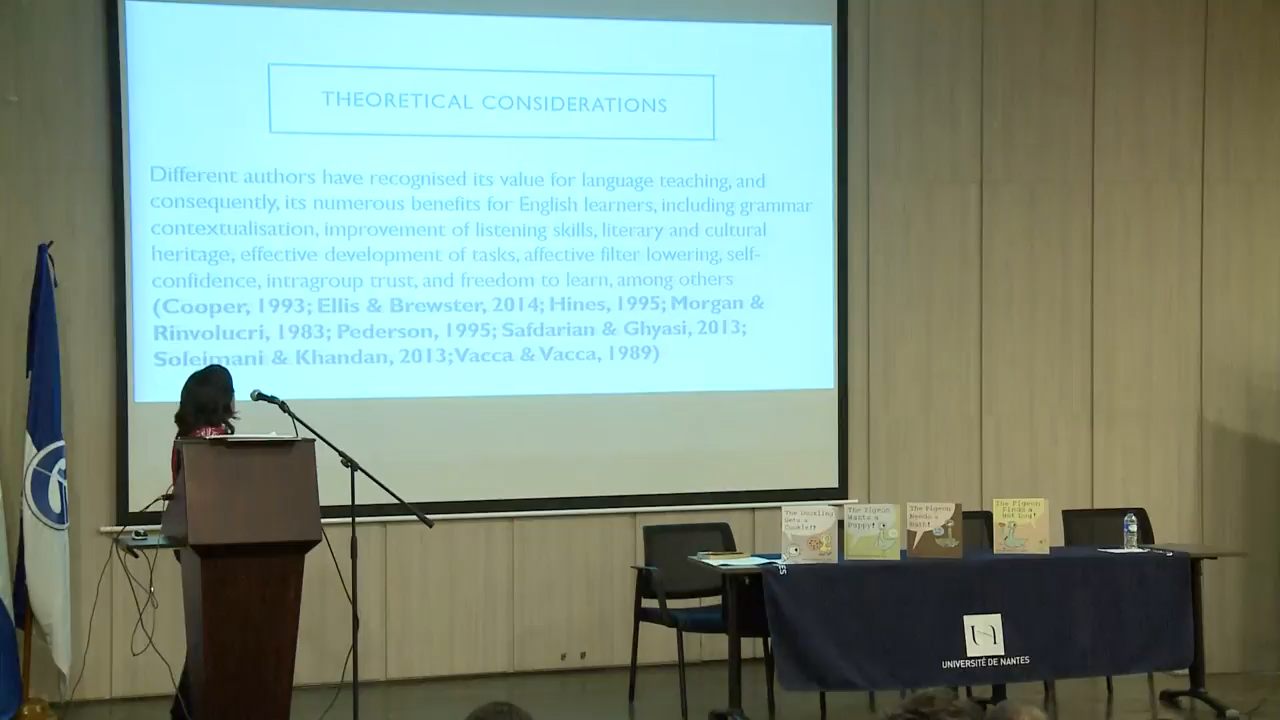 THEORETICAL CONSIDERATIONS
Different authors have recognised its value for language teaching, and
consequently, its numerous benefits for English learners, including grammar
contextualisation, improvement of listening skills, literary and cultural
heritage, effective development of tasks, affective filter lowering, self-
confidence, intragroup trust, and freedom to learn, among others
(Cooper, 1993; Ellis & Brewster, 2014; Hines, 1995; Morgan &
Rinvolucri, 1983; Pederson, 1995; Safdarian & Ghyasi, 2013;
Soleimani & Khandan, 2013; Vacca & Vacca, 1989)
The Duckling
Gets a
Cookie!?
The Pigeon
Wants a
Puppy!
The Pigeon
Needs a
Bath!
The Pigeon
Finds a
Hot Dog!
UNIVERSITÉ DE NANTES